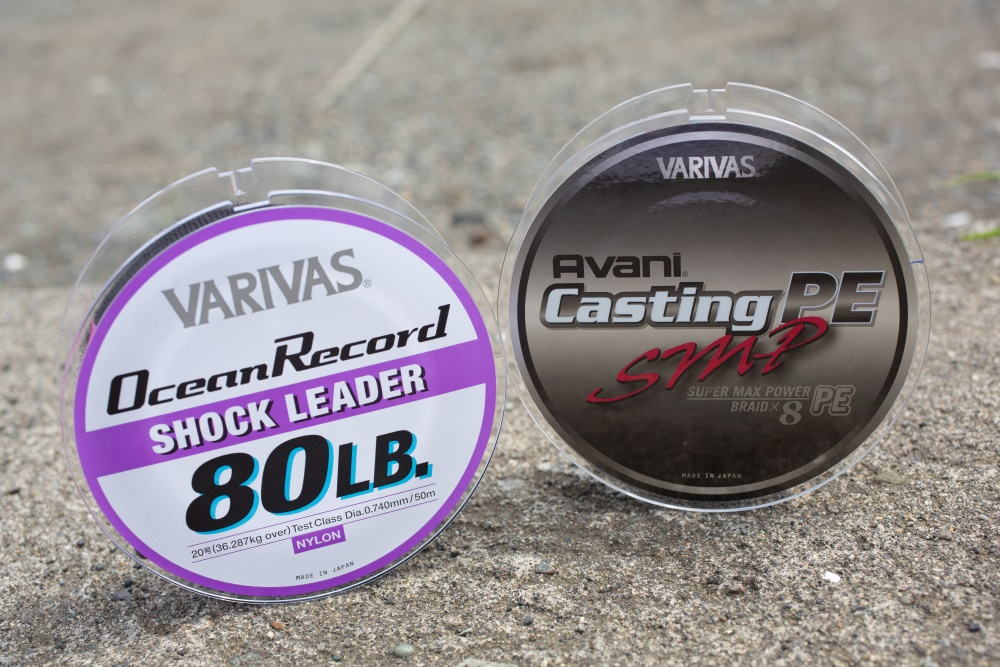 VARIVAS®
OceanRecord
SHOCK LEADER
80LB.
20号(36.287kg over)Test Class Dia.0.740mm/50m
NYLON
MADE IN JAPAN
VARIVAS®
Avani®
Casting PE
SMP
SUPER MAX POWER
BRAID×8 PE
MADE IN JAPAN